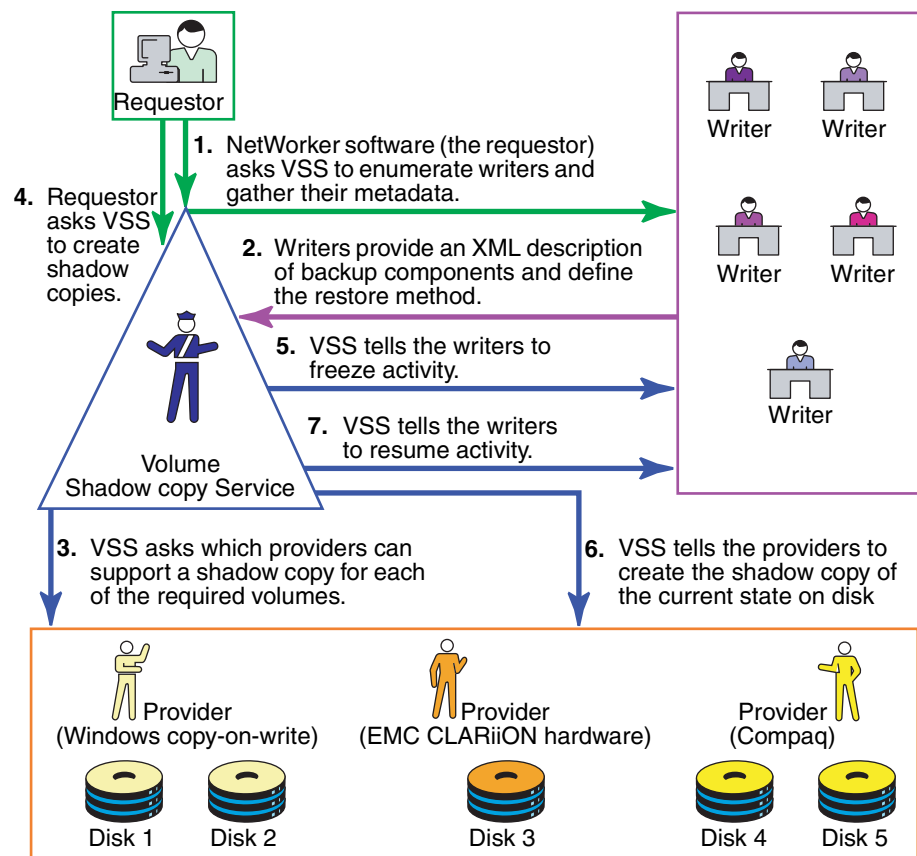 Requestor
1. NetWorker software (the requestor)
asks VSS to enumerate writers and
gather their metadata.
4. Requestor
asks VSS
to create
shadow
copies.
2. Writers provide an XML description
of backup components and define
the restore method.
5. VSS tells the writers to
freeze activity.
7. VSS tells the writers
to resume activity.
Volume
Shadow copy Service
Writer
Writer
Writer
Writer
Writer
3. VSS asks which providers can
support a shadow copy for each
of the required volumes.
6. VSS tells the providers to
create the shadow copy of
the current state on disk
Provider
(Windows copy-on-write)
Provider
(EMC CLARiiON hardware)
Provider
(Compaq)
Disk 1
Disk 2
Disk 3
Disk 4
Disk 5